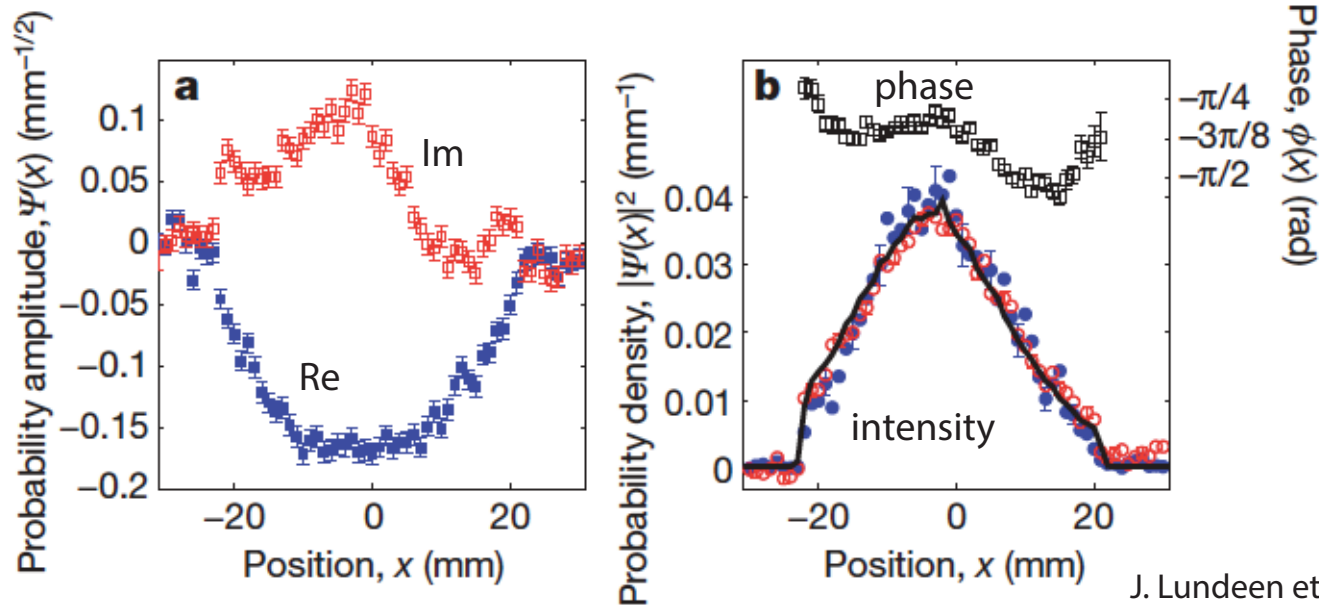 Probability amplitude, Ψ(x) (mm⁻¹/²)
a
0.1
0.05
0
−0.05
−0.1
−0.15
−0.2
Im
Re
−20 0 20
Position, x (mm)
Probability density, |Ψ(x)|² (mm⁻¹)
b
0.04
0.03
0.02
0.01
0
phase
intensity
−20 0 20
Position, x (mm)
−π/4
−3π/8
−π/2
Phase, ϕ(x) (rad)
J. Lundeen et